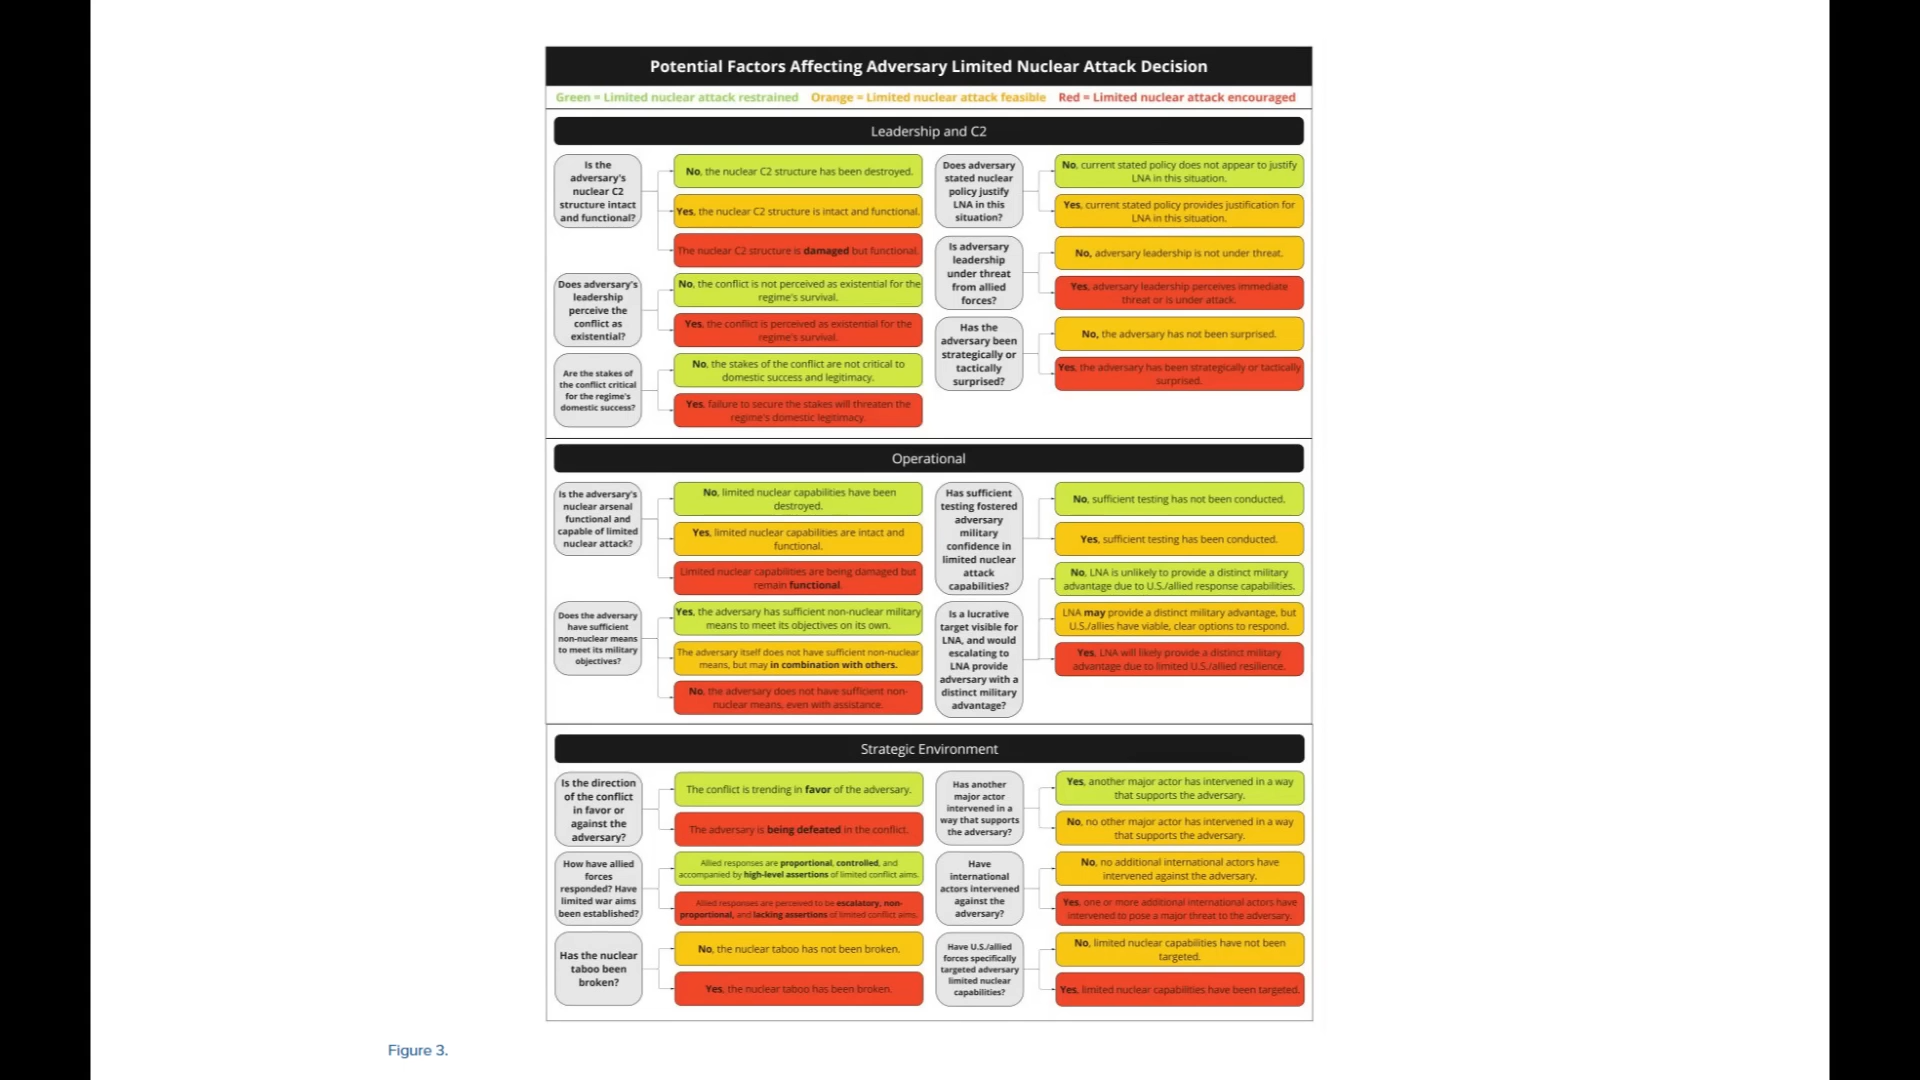 Potential Factors Affecting Adversary Limited Nuclear Attack Decision
Green = Limited nuclear attack restrained
Orange = Limited nuclear attack feasible
Red = Limited nuclear attack encouraged
Leadership and C2
Is the
adversary's
nuclear C2
structure intact
and functional?
No, the nuclear C2 structure has been destroyed.
Yes, the nuclear C2 structure is intact and functional.
The nuclear C2 structure is damaged but functional.
Does adversary's
leadership
perceive the
conflict as
existential?
No, the conflict is not perceived as existential for the
regime's survival.
Yes, the conflict is perceived as existential for the
regime's survival.
Are the stakes of
the conflict critical
for the regime's
domestic success?
No, the stakes of the conflict are not critical to
domestic success and legitimacy.
Yes, failure to secure the stakes will threaten the
regime's domestic legitimacy.
Does adversary
stated nuclear
policy justify
LNA in this
situation?
No, current stated policy does not appear to justify
LNA in this situation.
Yes, current stated policy provides justification for
LNA in this situation.
Is adversary
leadership
under threat
from allied
forces?
No, adversary leadership is not under threat.
Yes, adversary leadership perceives immediate
threat or is under attack.
Has the
adversary been
strategically or
tactically
surprised?
No, the adversary has not been surprised.
Yes, the adversary has been strategically or tactically
surprised.
Operational
Is the adversary's
nuclear arsenal
functional and
capable of limited
nuclear attack?
No, limited nuclear capabilities have been
destroyed.
Yes, limited nuclear capabilities are intact and
functional.
Limited nuclear capabilities are being damaged but
remain functional.
Does the adversary
have sufficient
non-nuclear means
to meet its military
objectives?
Yes, the adversary has sufficient non-nuclear military
means to meet its objectives on its own.
The adversary itself does not have sufficient non-nuclear
means, but may in combination with others.
No, the adversary does not have sufficient non-
nuclear means, even with assistance.
Has sufficient
testing fostered
adversary
military
confidence in
limited nuclear
attack
capabilities?
No, sufficient testing has not been conducted.
Yes, sufficient testing has been conducted.
Is a lucrative
target visible for
LNA, and would
escalating to
LNA provide
adversary with a
distinct military
advantage?
No, LNA is unlikely to provide a distinct military
advantage due to U.S./allied response capabilities.
LNA may provide a distinct military advantage, but
U.S./allies have viable, clear options to respond.
Yes, LNA will likely provide a distinct military
advantage due to limited U.S./allied resilience.
Strategic Environment
Is the direction
of the conflict
in favor or
against the
adversary?
The conflict is trending in favor of the adversary.
The adversary is being defeated in the conflict.
How have allied
forces
responded? Have
limited war aims
been established?
Allied responses are proportional, controlled, and
accompanied by high-level assertions of limited conflict aims.
Allied responses are perceived to be escalatory, non-
proportional, and lacking assertions of limited conflict aims.
Has the nuclear
taboo been
broken?
No, the nuclear taboo has not been broken.
Yes, the nuclear taboo has been broken.
Has another
major actor
intervened in a
way that supports
the adversary?
Yes, another major actor has intervened in a way
that supports the adversary.
No, no other major actor has intervened in a way
that supports the adversary.
Have
international
actors intervened
against the
adversary?
No, no additional international actors have
intervened against the adversary.
Yes, one or more additional international actors have
intervened to pose a major threat to the adversary.
Have U.S./allied
forces specifically
targeted adversary
limited nuclear
capabilities?
No, limited nuclear capabilities have not been
targeted.
Yes, limited nuclear capabilities have been targeted.
Figure 3.